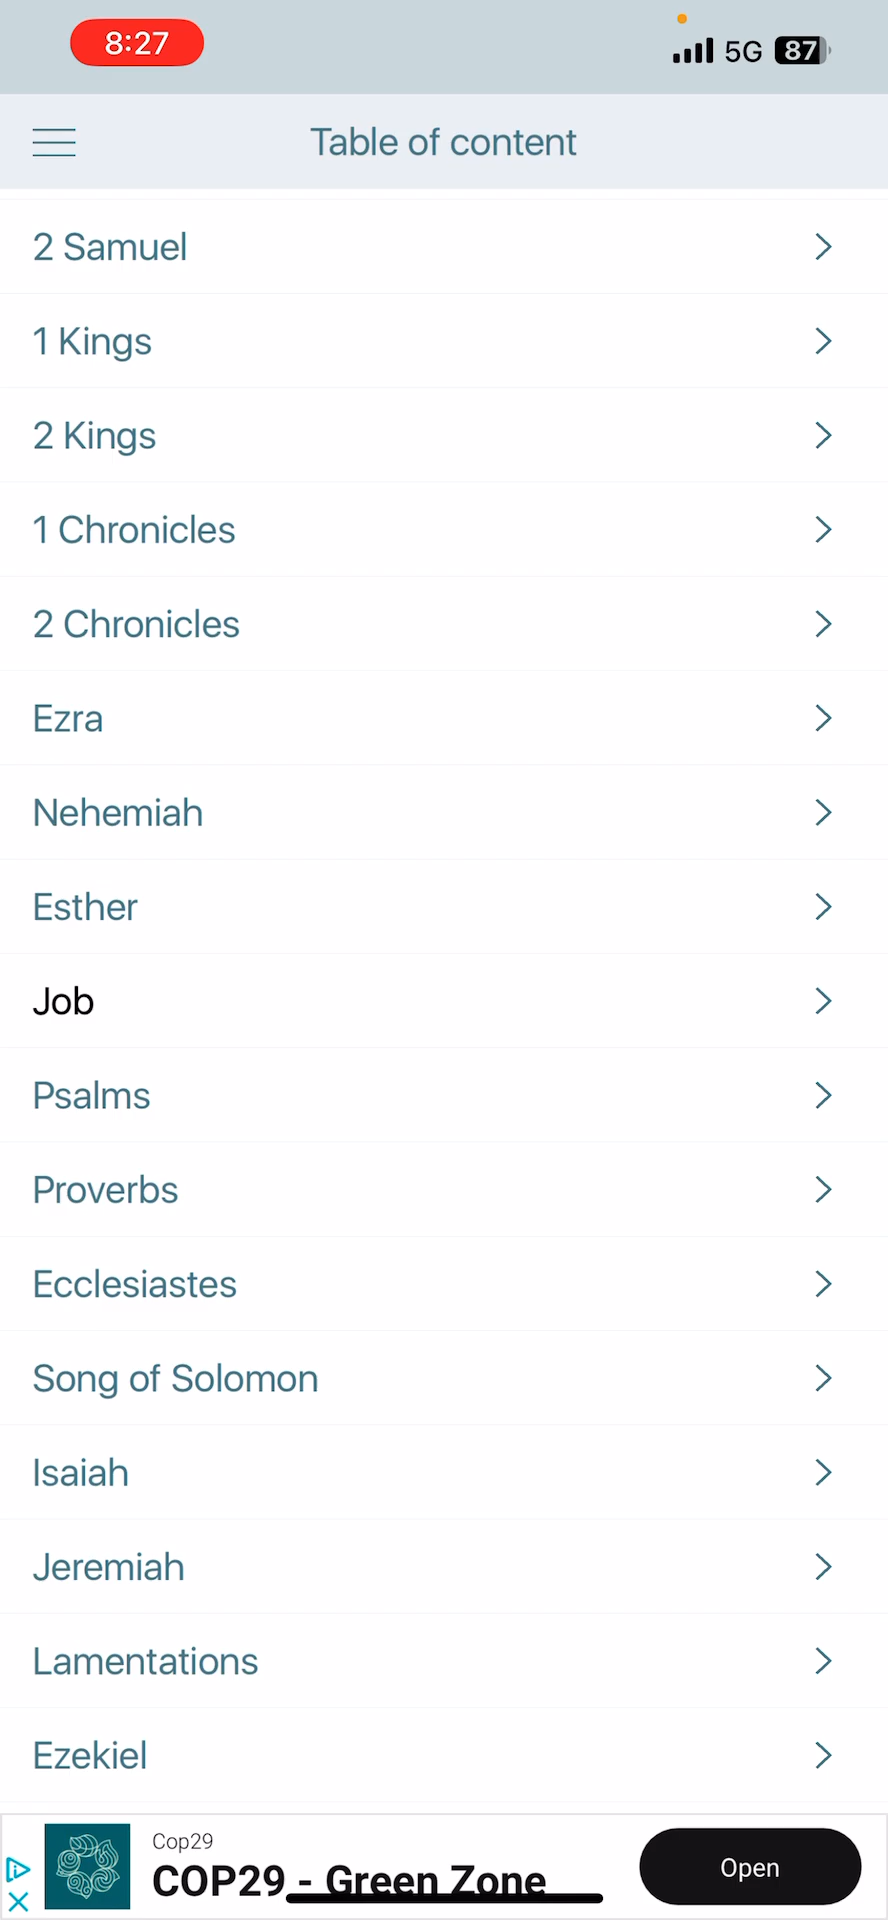 8:27
5G 87
Table of content
2 Samuel
1 Kings
2 Kings
1 Chronicles
2 Chronicles
Ezra
Nehemiah
Esther
Job
Psalms
Proverbs
Ecclesiastes
Song of Solomon
Isaiah
Jeremiah
Lamentations
Ezekiel
Cop29
COP29 - Green Zone
Open